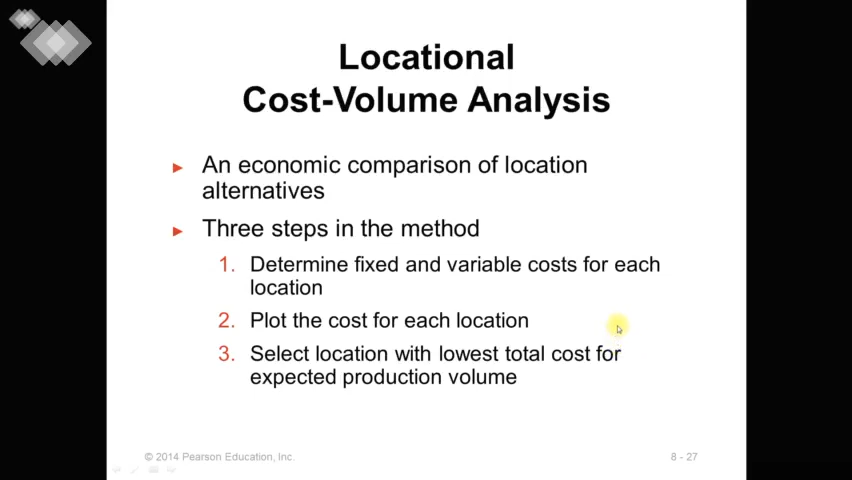 Locational
Cost-Volume Analysis
► An economic comparison of location
alternatives
► Three steps in the method
1. Determine fixed and variable costs for each
location
2. Plot the cost for each location
3. Select location with lowest total cost for
expected production volume
© 2014 Pearson Education, Inc.
8 - 27